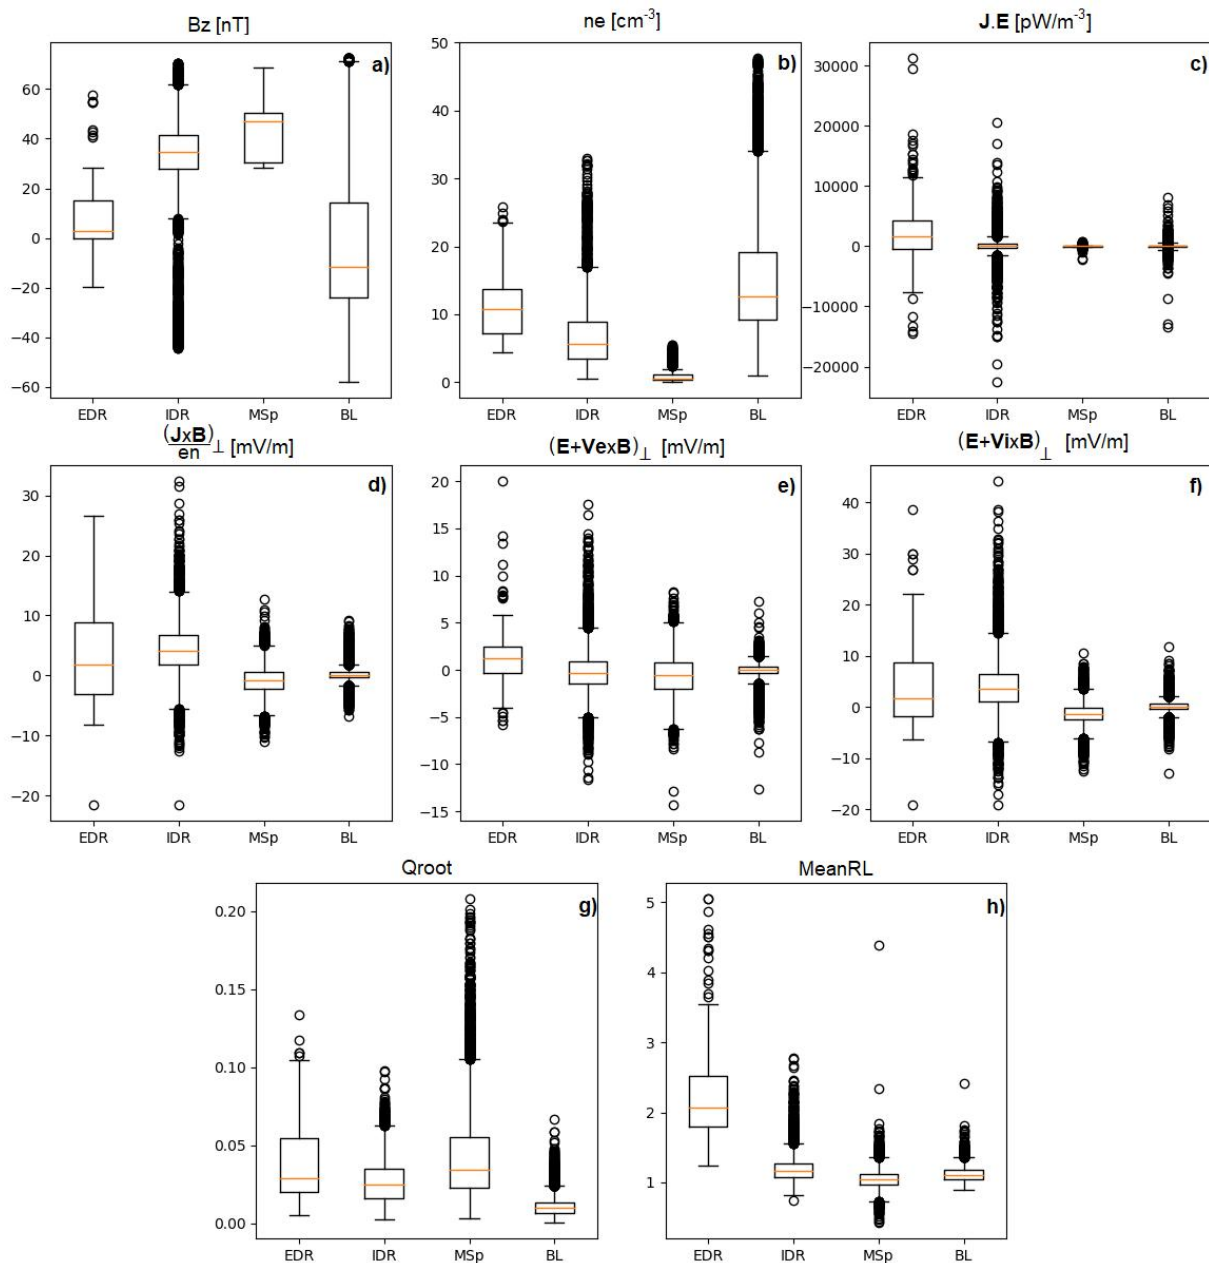 Bz [nT]
ne [cm⁻³]
J.E [pW/m⁻³]
a)
b)
c)
60
40
20
0
−20
−40
−60
50
40
30
20
10
0
30000
20000
10000
0
−10000
−20000
EDR IDR MSp BL
EDR IDR MSp BL
EDR IDR MSp BL
(JxB)⊥ [mV/m]
en
(E+VexB)⊥ [mV/m]
(E+VixB)⊥ [mV/m]
d)
e)
f)
30
20
10
0
−10
−20
20
15
10
5
0
−5
−10
−15
40
30
20
10
0
−10
−20
EDR IDR MSp BL
EDR IDR MSp BL
EDR IDR MSp BL
Qroot
MeanRL
g)
h)
0.20
0.15
0.10
0.05
0.00
5
4
3
2
1
EDR IDR MSp BL
EDR IDR MSp BL